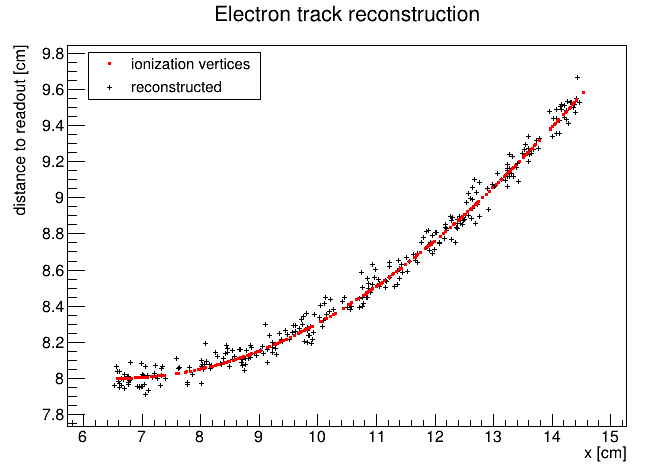 Electron track reconstruction
distance to readout [cm]
ionization vertices
reconstructed
9.8
9.6
9.4
9.2
9
8.8
8.6
8.4
8.2
8
7.8
6 7 8 9 10 11 12 13 14 15
x [cm]